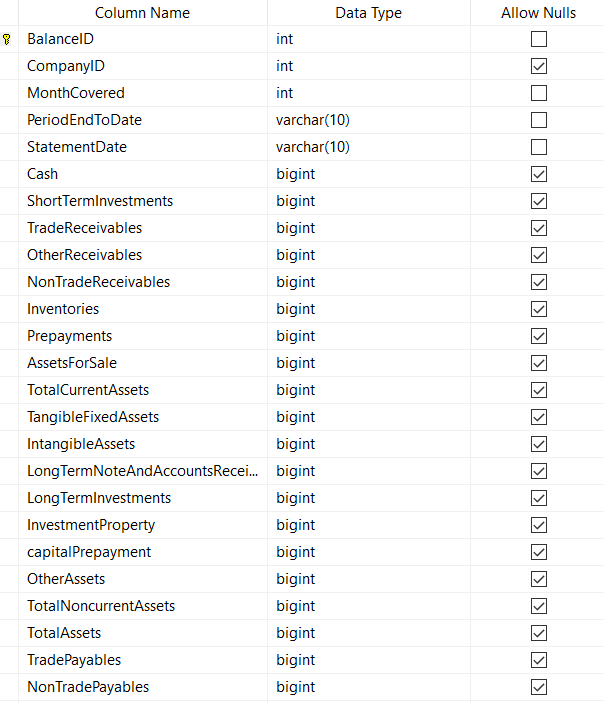 Column Name Data Type Allow Nulls
BalanceID int
CompanyID int
MonthCovered int
PeriodEndToDate varchar(10)
StatementDate varchar(10)
Cash bigint
ShortTermInvestments bigint
TradeReceivables bigint
OtherReceivables bigint
NonTradeReceivables bigint
Inventories bigint
Prepayments bigint
AssetsForSale bigint
TotalCurrentAssets bigint
TangibleFixedAssets bigint
IntangibleAssets bigint
LongTermNoteAndAccountsRecei... bigint
LongTermInvestments bigint
InvestmentProperty bigint
capitalPrepayment bigint
OtherAssets bigint
TotalNoncurrentAssets bigint
TotalAssets bigint
TradePayables bigint
NonTradePayables bigint